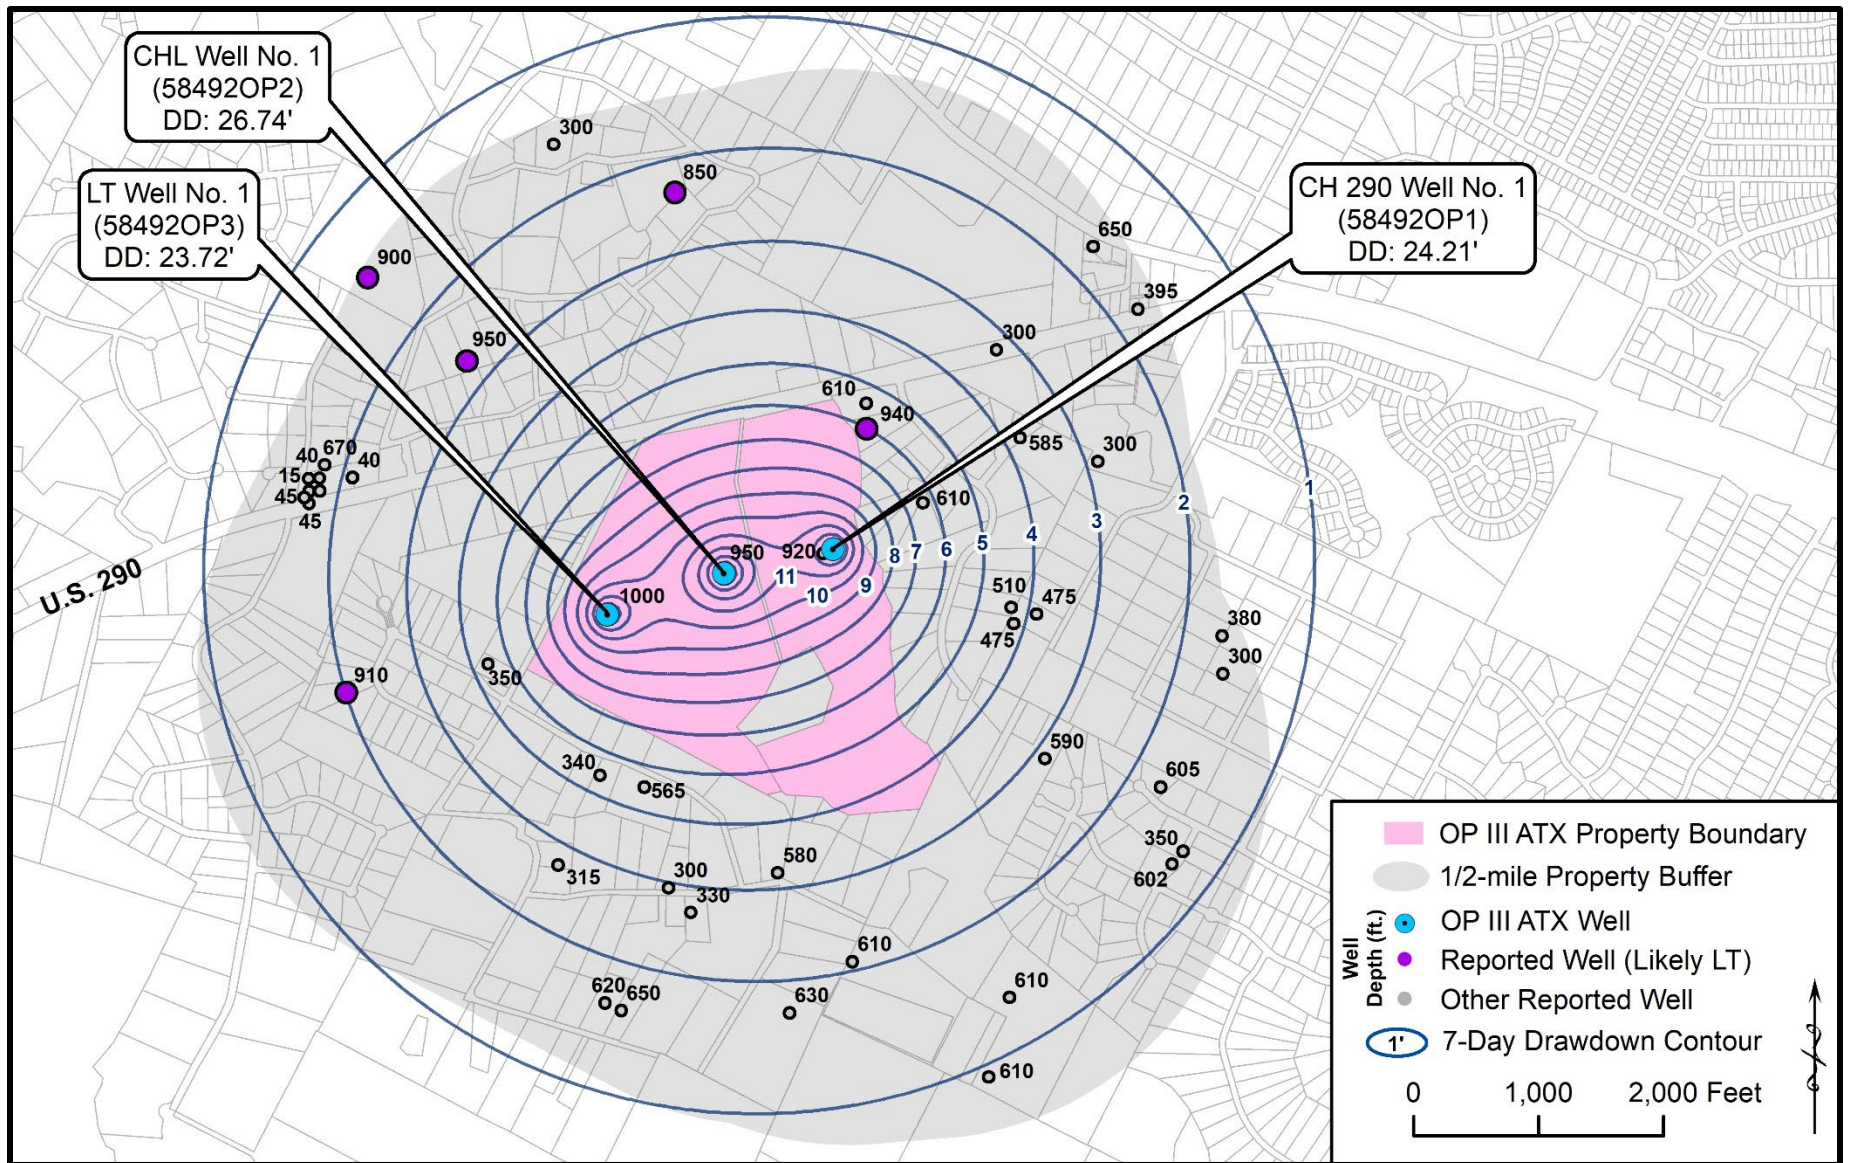 CHL Well No. 1
(58492OP2)
DD: 26.74'
LT Well No. 1
(58492OP3)
DD: 23.72'
CH 290 Well No. 1
(58492OP1)
DD: 24.21'
300
850
650
900
395
300
950
610
940
585
300
40 670 40
15
45
45
610
2
1
3
4
5
6
7
8
950
920
11
10
9
U.S. 290
1000
510
475
475
380
300
350
910
590
340
565
605
350
602
580
315
300
330
610
620 650
630
610
610
OP III ATX Property Boundary
1/2-mile Property Buffer
Well
Depth (ft.)
OP III ATX Well
Reported Well (Likely LT)
Other Reported Well
1' 7-Day Drawdown Contour
0 1,000 2,000 Feet